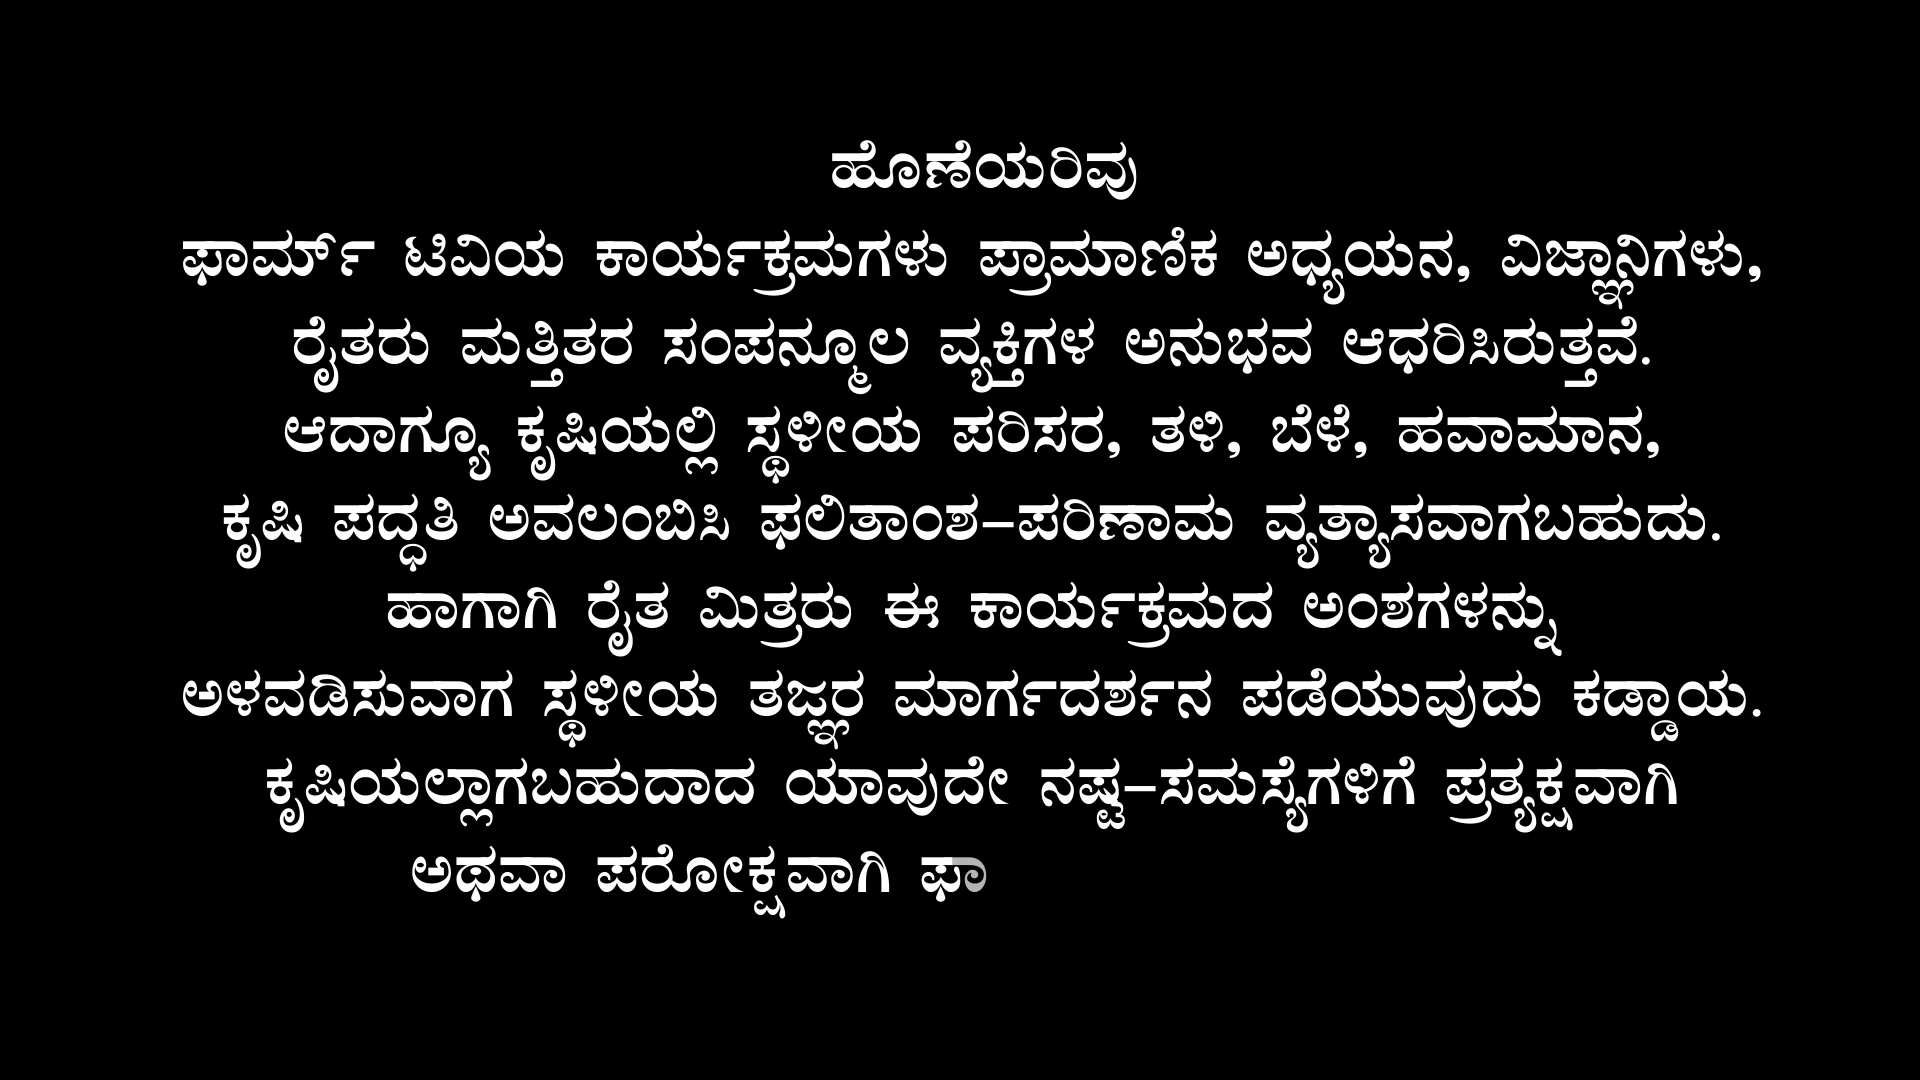 ಹೊಣೆಯರಿವು
ಫಾರ್ಮ್ ಟಿವಿಯ ಕಾರ್ಯಕ್ರಮಗಳು ಪ್ರಾಮಾಣಿಕ ಅಧ್ಯಯನ, ವಿಜ್ಞಾನಿಗಳು,
ರೈತರು ಮತ್ತಿತರ ಸಂಪನ್ಮೂಲ ವ್ಯಕ್ತಿಗಳ ಅನುಭವ ಆಧರಿಸಿರುತ್ತವೆ.
ಆದಾಗ್ಯೂ ಕೃಷಿಯಲ್ಲಿ ಸ್ಥಳೀಯ ಪರಿಸರ, ತಳಿ, ಬೆಳೆ, ಹವಾಮಾನ,
ಕೃಷಿ ಪದ್ಧತಿ ಅವಲಂಬಿಸಿ ಫಲಿತಾಂಶ–ಪರಿಣಾಮ ವ್ಯತ್ಯಾಸವಾಗಬಹುದು.
ಹಾಗಾಗಿ ರೈತ ಮಿತ್ರರು ಈ ಕಾರ್ಯಕ್ರಮದ ಅಂಶಗಳನ್ನು
ಅಳವಡಿಸುವಾಗ ಸ್ಥಳೀಯ ತಜ್ಞರ ಮಾರ್ಗದರ್ಶನ ಪಡೆಯುವುದು ಕಡ್ಡಾಯ.
ಕೃಷಿಯಲ್ಲಾಗಬಹುದಾದ ಯಾವುದೇ ನಷ್ಟ–ಸಮಸ್ಯೆಗಳಿಗೆ ಪ್ರತ್ಯಕ್ಷವಾಗಿ
ಅಥವಾ ಪರೋಕ್ಷವಾಗಿ ಫಾ